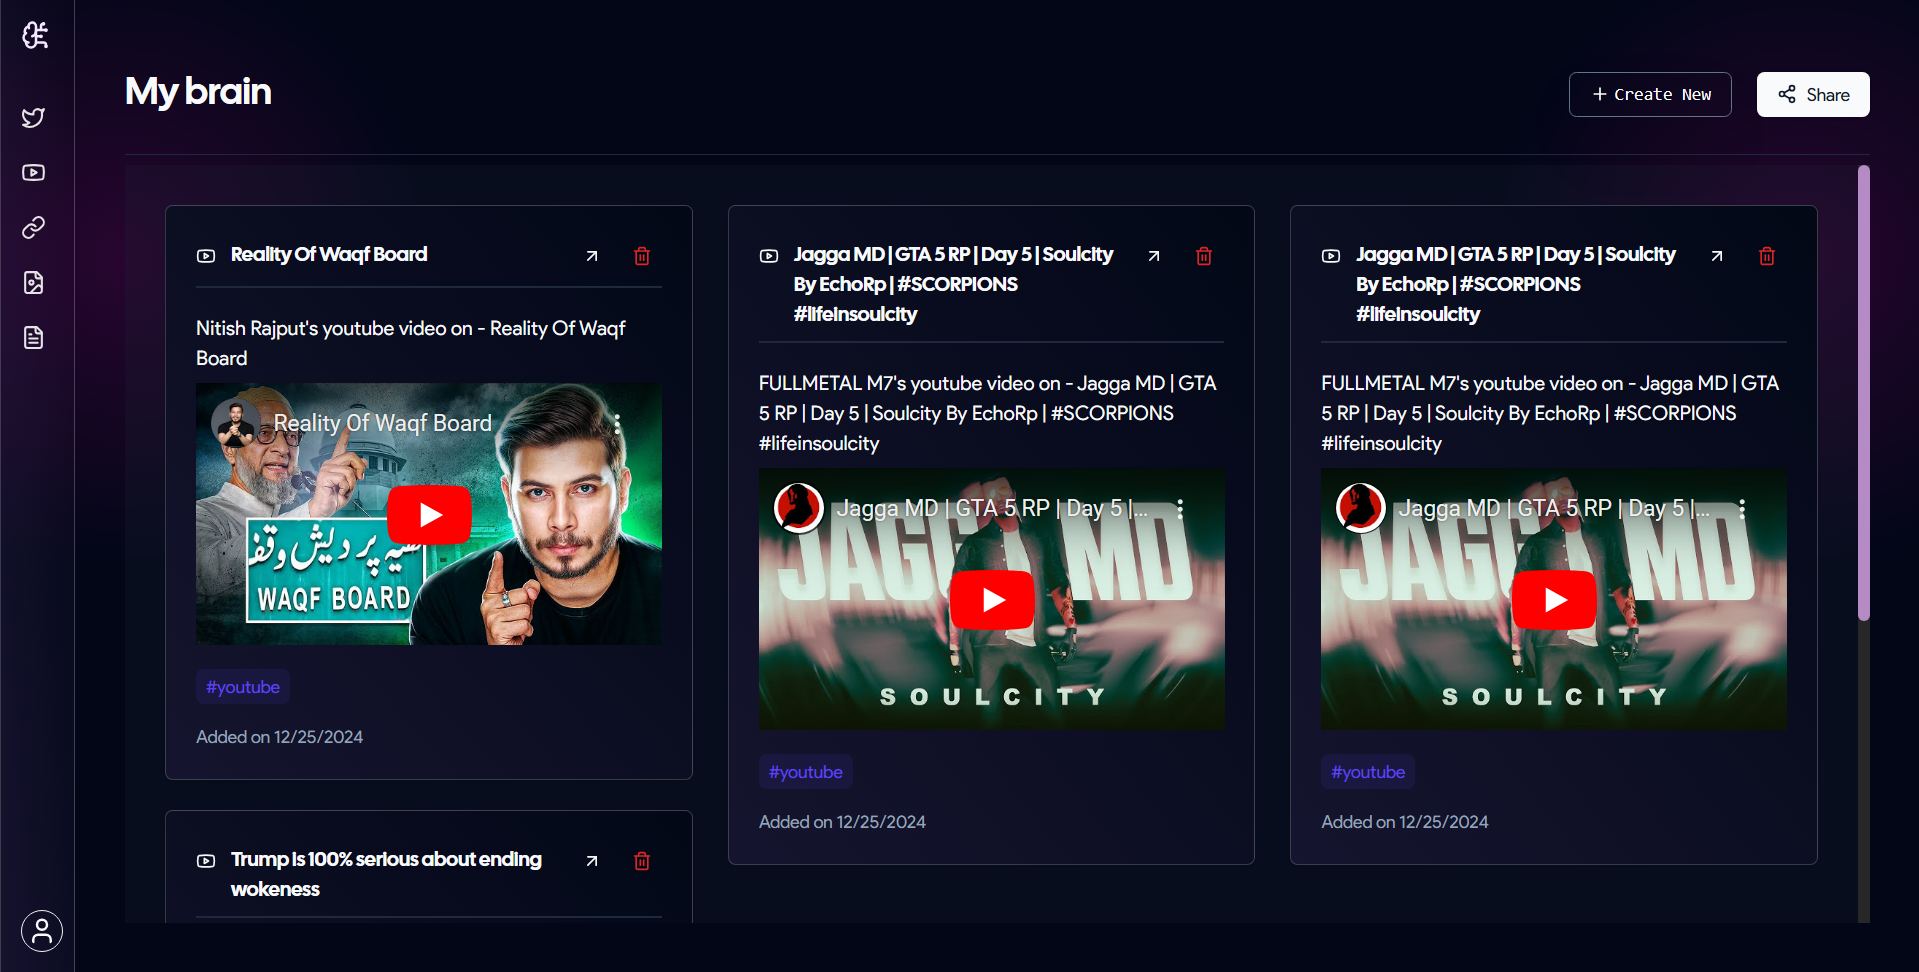 My brain
+ Create New
Share
Reality Of Waqf Board
Nitish Rajput's youtube video on - Reality Of Waqf
Board
Reality Of Waqf Board
WAQF BOARD
#youtube
Added on 12/25/2024
Trump is 100% serious about ending
wokeness
Jagga MD | GTA 5 RP | Day 5 | Soulcity
By EchoRp | #SCORPIONS
#lifeinsoulcity
FULLMETAL M7's youtube video on - Jagga MD | GTA
5 RP | Day 5 | Soulcity By EchoRp | #SCORPIONS
#lifeinsoulcity
Jagga MD | GTA 5 RP | Day 5 |...
JAGGA MD
SOULCITY
#youtube
Added on 12/25/2024
Jagga MD | GTA 5 RP | Day 5 | Soulcity
By EchoRp | #SCORPIONS
#lifeinsoulcity
FULLMETAL M7's youtube video on - Jagga MD | GTA
5 RP | Day 5 | Soulcity By EchoRp | #SCORPIONS
#lifeinsoulcity
Jagga MD | GTA 5 RP | Day 5 |...
JAGGA MD
SOULCITY
#youtube
Added on 12/25/2024